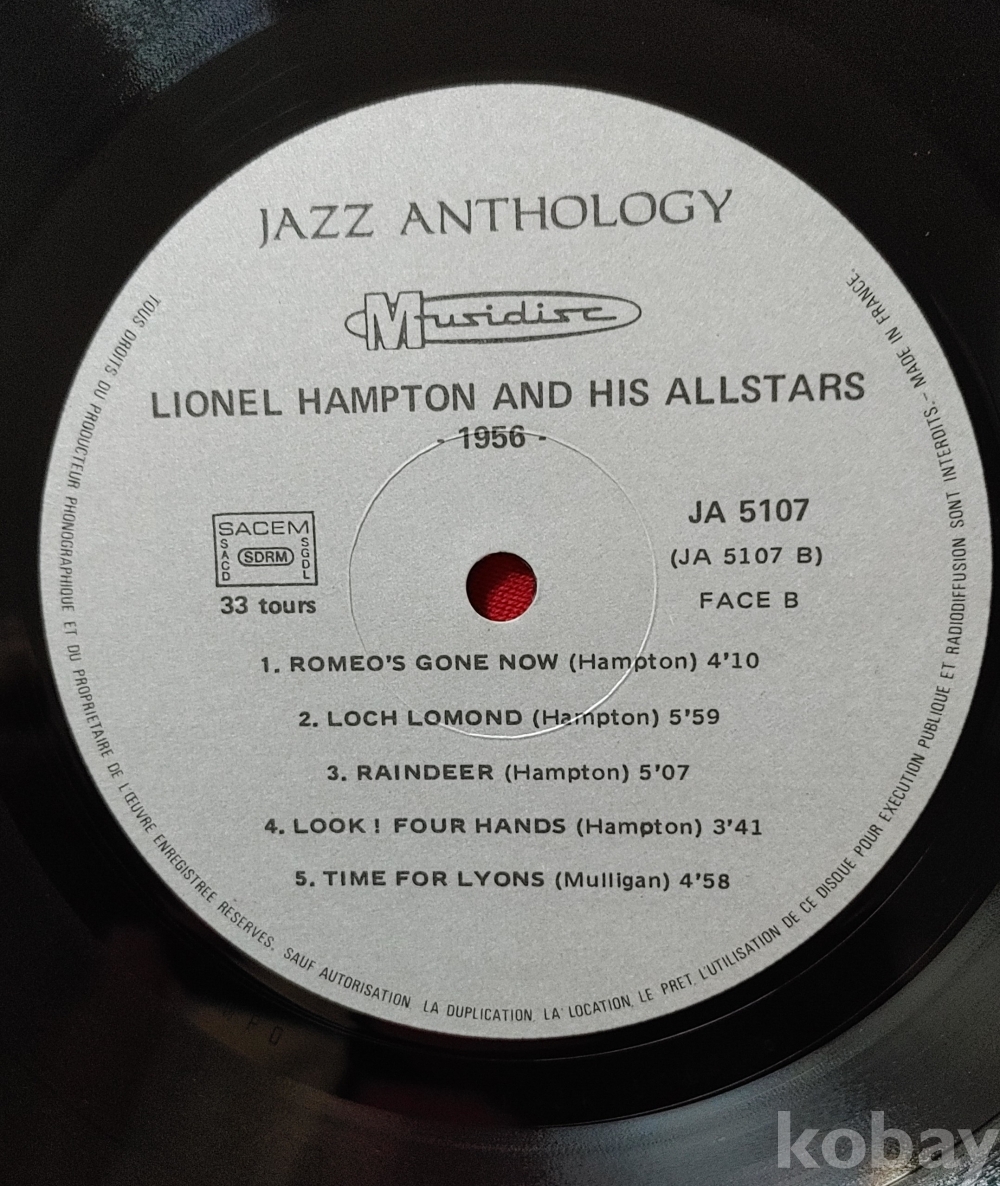 JAZZ ANTHOLOGY
Musidisc
LIONEL HAMPTON AND HIS ALLSTARS
- 1956 -
SACEM
SACD
SDRM
SGDL
33 tours
JA 5107
(JA 5107 B)
FACE B
1. ROMEO'S GONE NOW (Hampton) 4'10
2. LOCH LOMOND (Hampton) 5'59
3. RAINDEER (Hampton) 5'07
4. LOOK ! FOUR HANDS (Hampton) 3'41
5. TIME FOR LYONS (Mulligan) 4'58
TOUS DROITS DU PRODUCTEUR PHONOGRAPHIQUE ET DU PROPRIETAIRE DE L'ŒUVRE ENREGISTREE RESERVES. SAUF AUTORISATION, LA DUPLICATION, LA LOCATION, LE PRET, L'UTILISATION DE CE DISQUE POUR EXECUTION PUBLIQUE ET RADIODIFFUSION SONT INTERDITS.- MADE IN FRANCE.
kobay